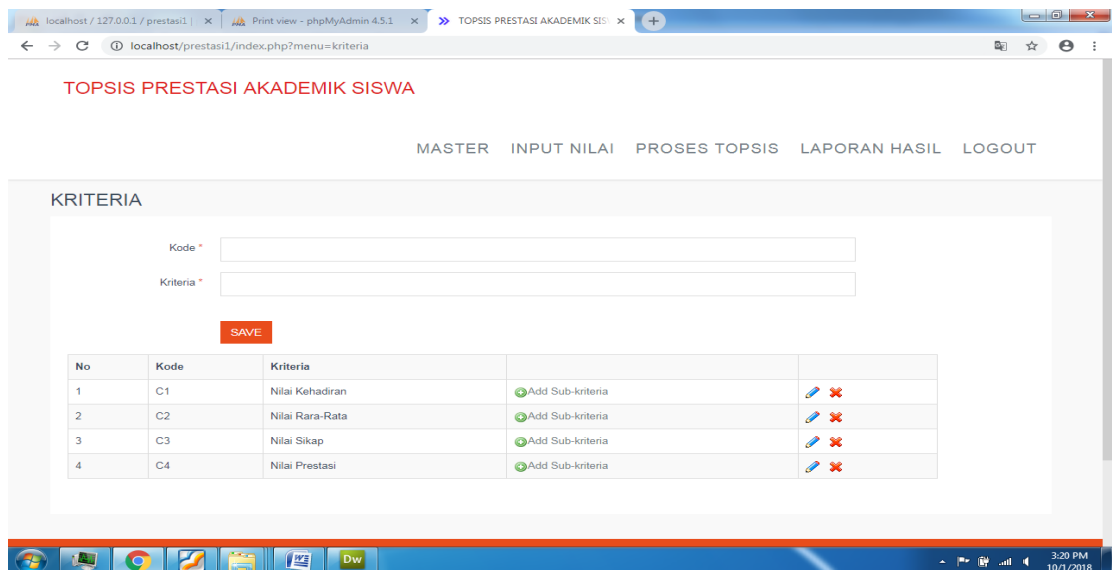 localhost / 127.0.0.1 / prestasi1 |
Print view - phpMyAdmin 4.5.1
TOPSIS PRESTASI AKADEMIK SIS
localhost/prestasi1/index.php?menu=kriteria
TOPSIS PRESTASI AKADEMIK SISWA
MASTER INPUT NILAI PROSES TOPSIS LAPORAN HASIL LOGOUT
KRITERIA
Kode *
Kriteria *
SAVE
No Kode Kriteria
1 C1 Nilai Kehadiran Add Sub-kriteria
2 C2 Nilai Rara-Rata Add Sub-kriteria
3 C3 Nilai Sikap Add Sub-kriteria
4 C4 Nilai Prestasi Add Sub-kriteria
Dw
3:20 PM
10/1/2018